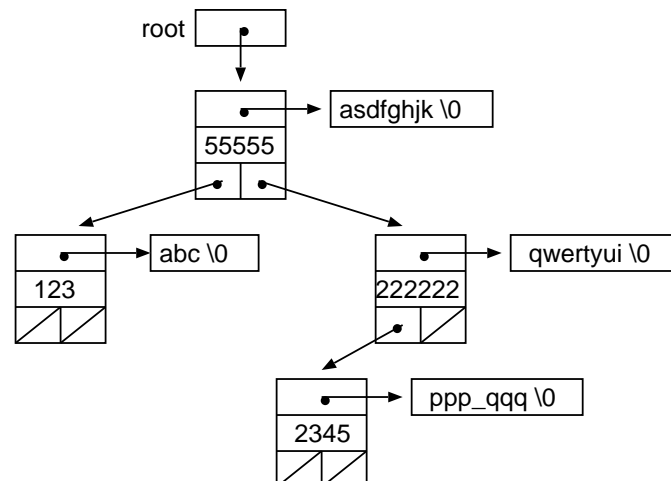 root
asdfghjk \0
55555
abc \0
qwertyui \0
123
222222
ppp_qqq \0
2345